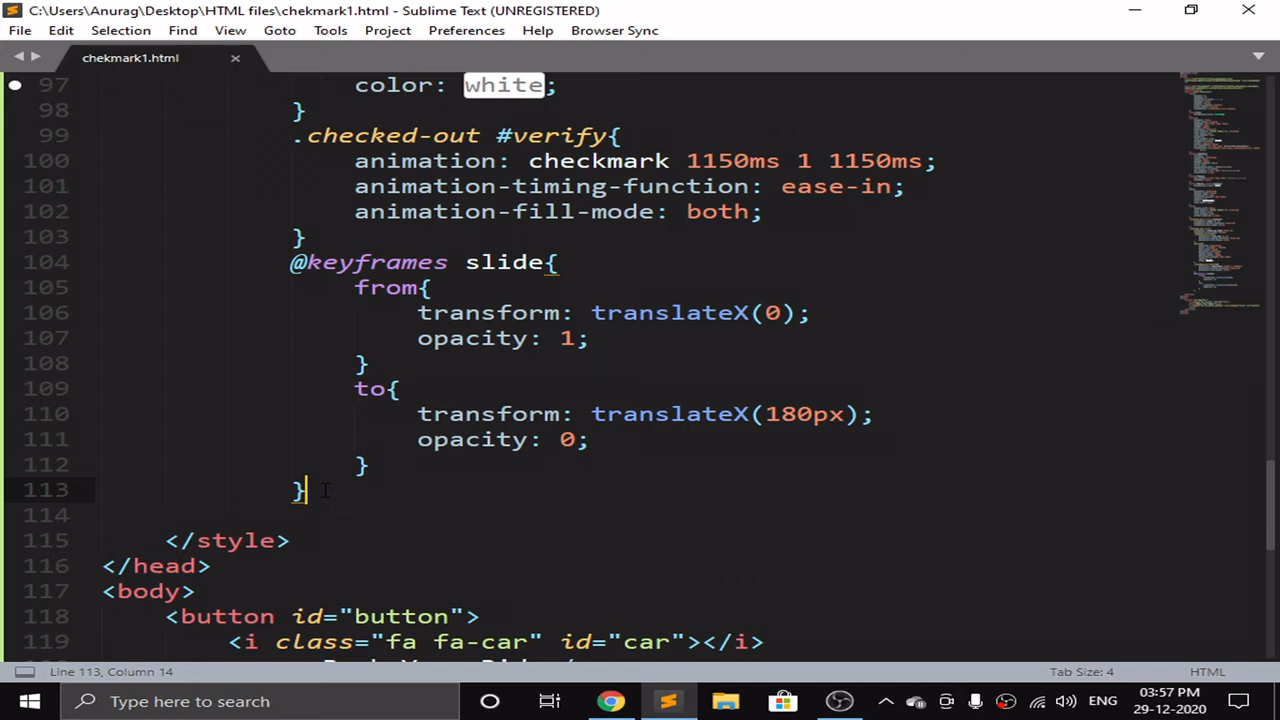 C:\Users\Anurag\Desktop\HTML files\chekmark1.html - Sublime Text (UNREGISTERED)
File Edit Selection Find View Goto Tools Project Preferences Help Browser Sync
chekmark1.html
97 color: white;
98 }
99 .checked-out #verify{
100 animation: checkmark 1150ms 1 1150ms;
101 animation-timing-function: ease-in;
102 animation-fill-mode: both;
103 }
104 @keyframes slide{
105 from{
106 transform: translateX(0);
107 opacity: 1;
108 }
109 to{
110 transform: translateX(180px);
111 opacity: 0;
112 }
113 }
114
115 </style>
116 </head>
117 <body>
118 <button id="button">
119 <i class="fa fa-car" id="car"></i>
Line 113, Column 14
Tab Size: 4
HTML
Type here to search
ENG
03:57 PM
29-12-2020